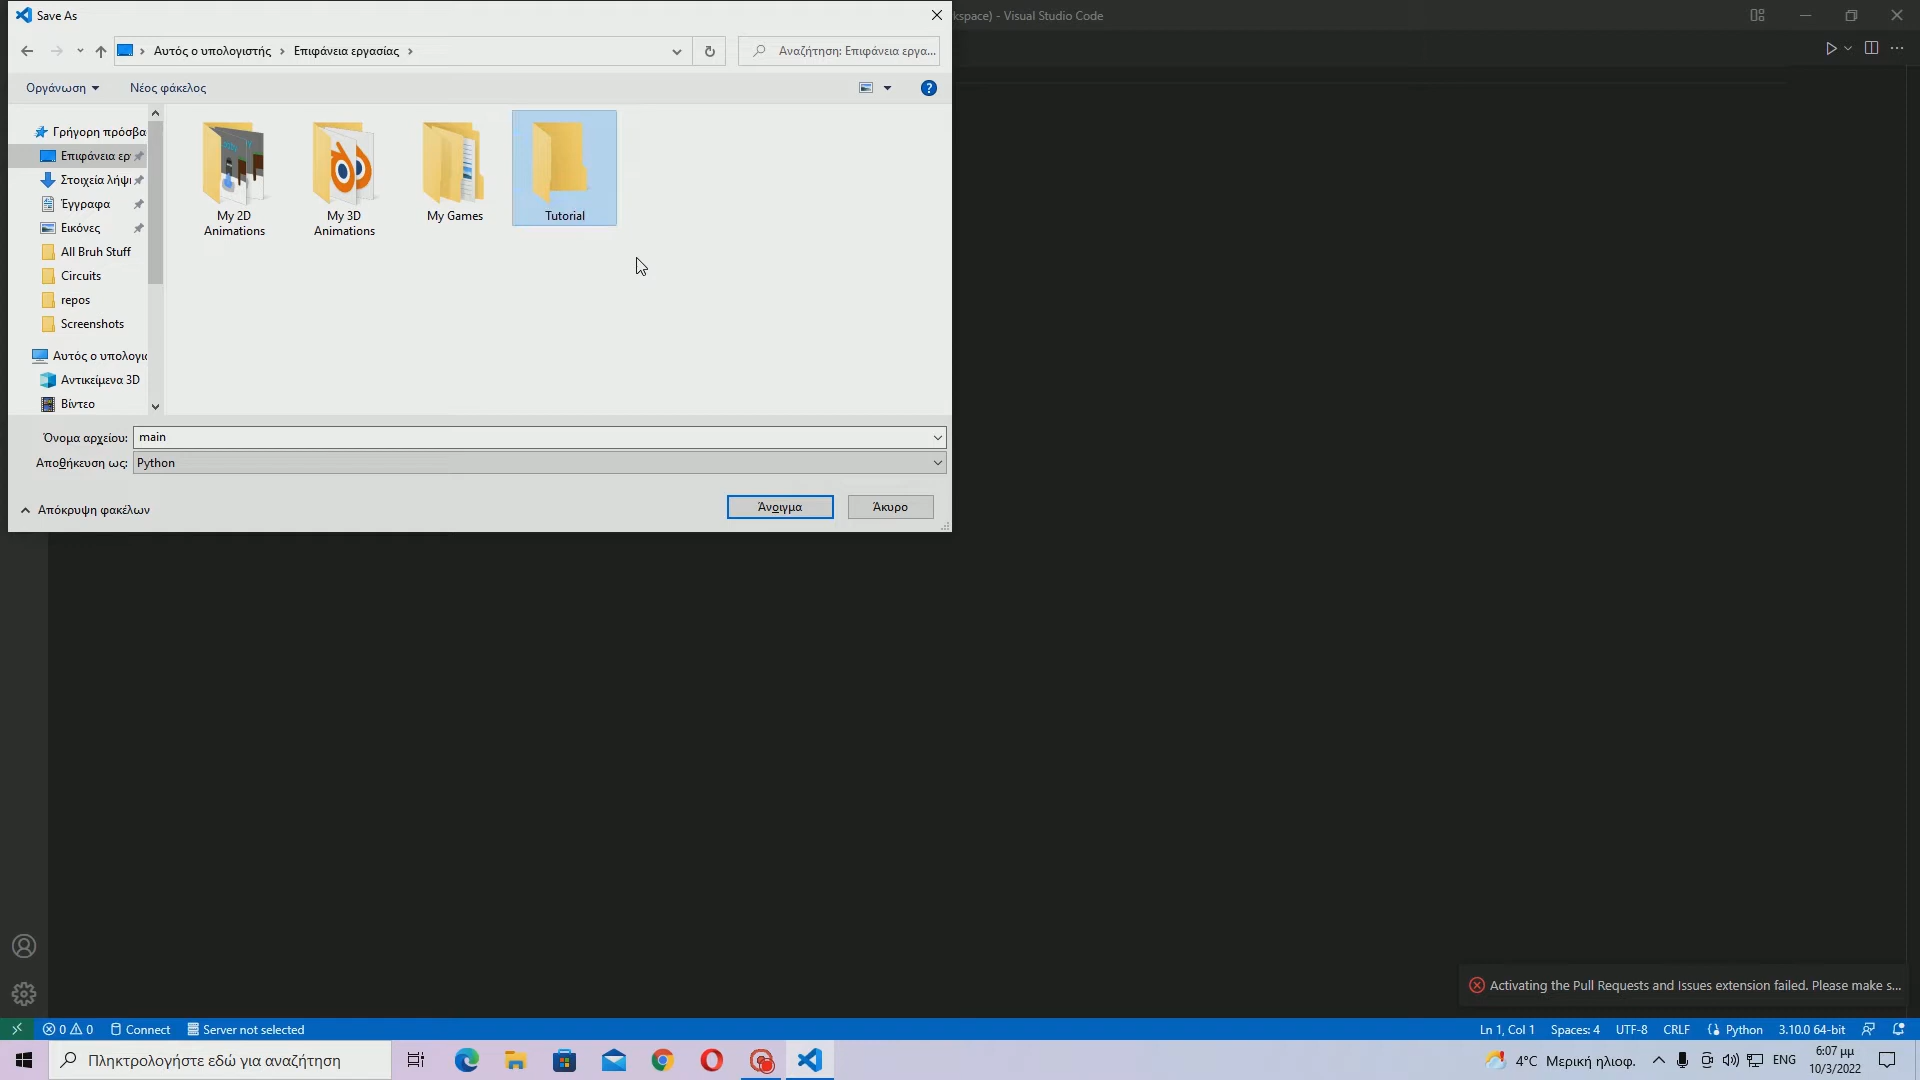 Save As
kspace) - Visual Studio Code
Αυτός ο υπολογιστής
Επιφάνεια εργασίας
Αναζήτηση: Επιφάνεια εργα...
Οργάνωση
Νέος φάκελος
Γρήγορη πρόσβα
Επιφάνεια ερ
Στοιχεία λήψι
Έγγραφα
Εικόνες
All Bruh Stuff
Circuits
repos
Screenshots
Αυτός ο υπολογισ
Αντικείμενα 3D
Βίντεο
My 2D
Animations
My 3D
Animations
My Games
Tutorial
Όνομα αρχείου: main
Αποθήκευση ως: Python
Απόκρυψη φακέλων
Άνοιγμα
Άκυρο
Activating the Pull Requests and Issues extension failed. Please make s...
0 0 Connect Server not selected
Ln 1, Col 1 Spaces: 4 UTF-8 CRLF Python 3.10.0 64-bit
Πληκτρολογήστε εδώ για αναζήτηση
4°C Μερική ηλιοφ.
ENG
6:07 μμ
10/3/2022